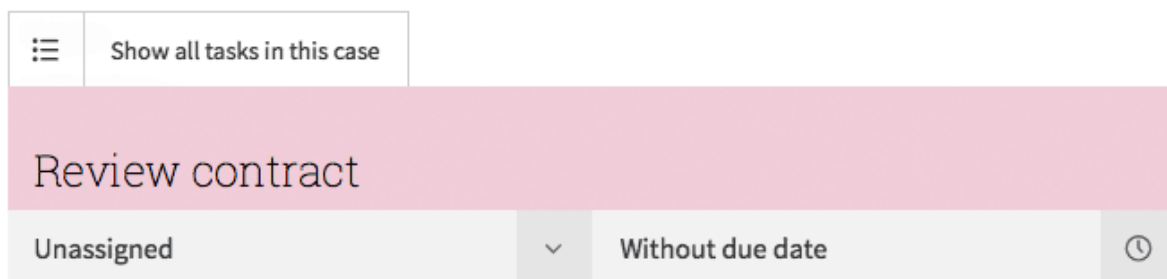 Show all tasks in this case
Review contract
Unassigned
Without due date